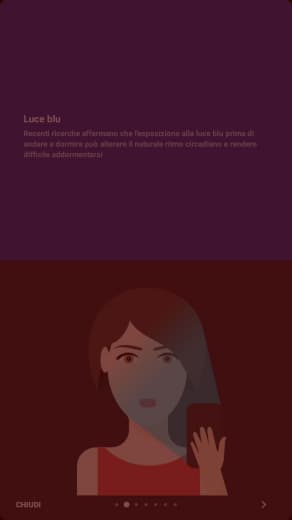 Luce blu
Recenti ricerche affermano che l'esposizione alla luce blu prima di
andare a dormire può alterare il naturale ritmo circadiano e rendere
difficile addormentarsi
CHIUDI